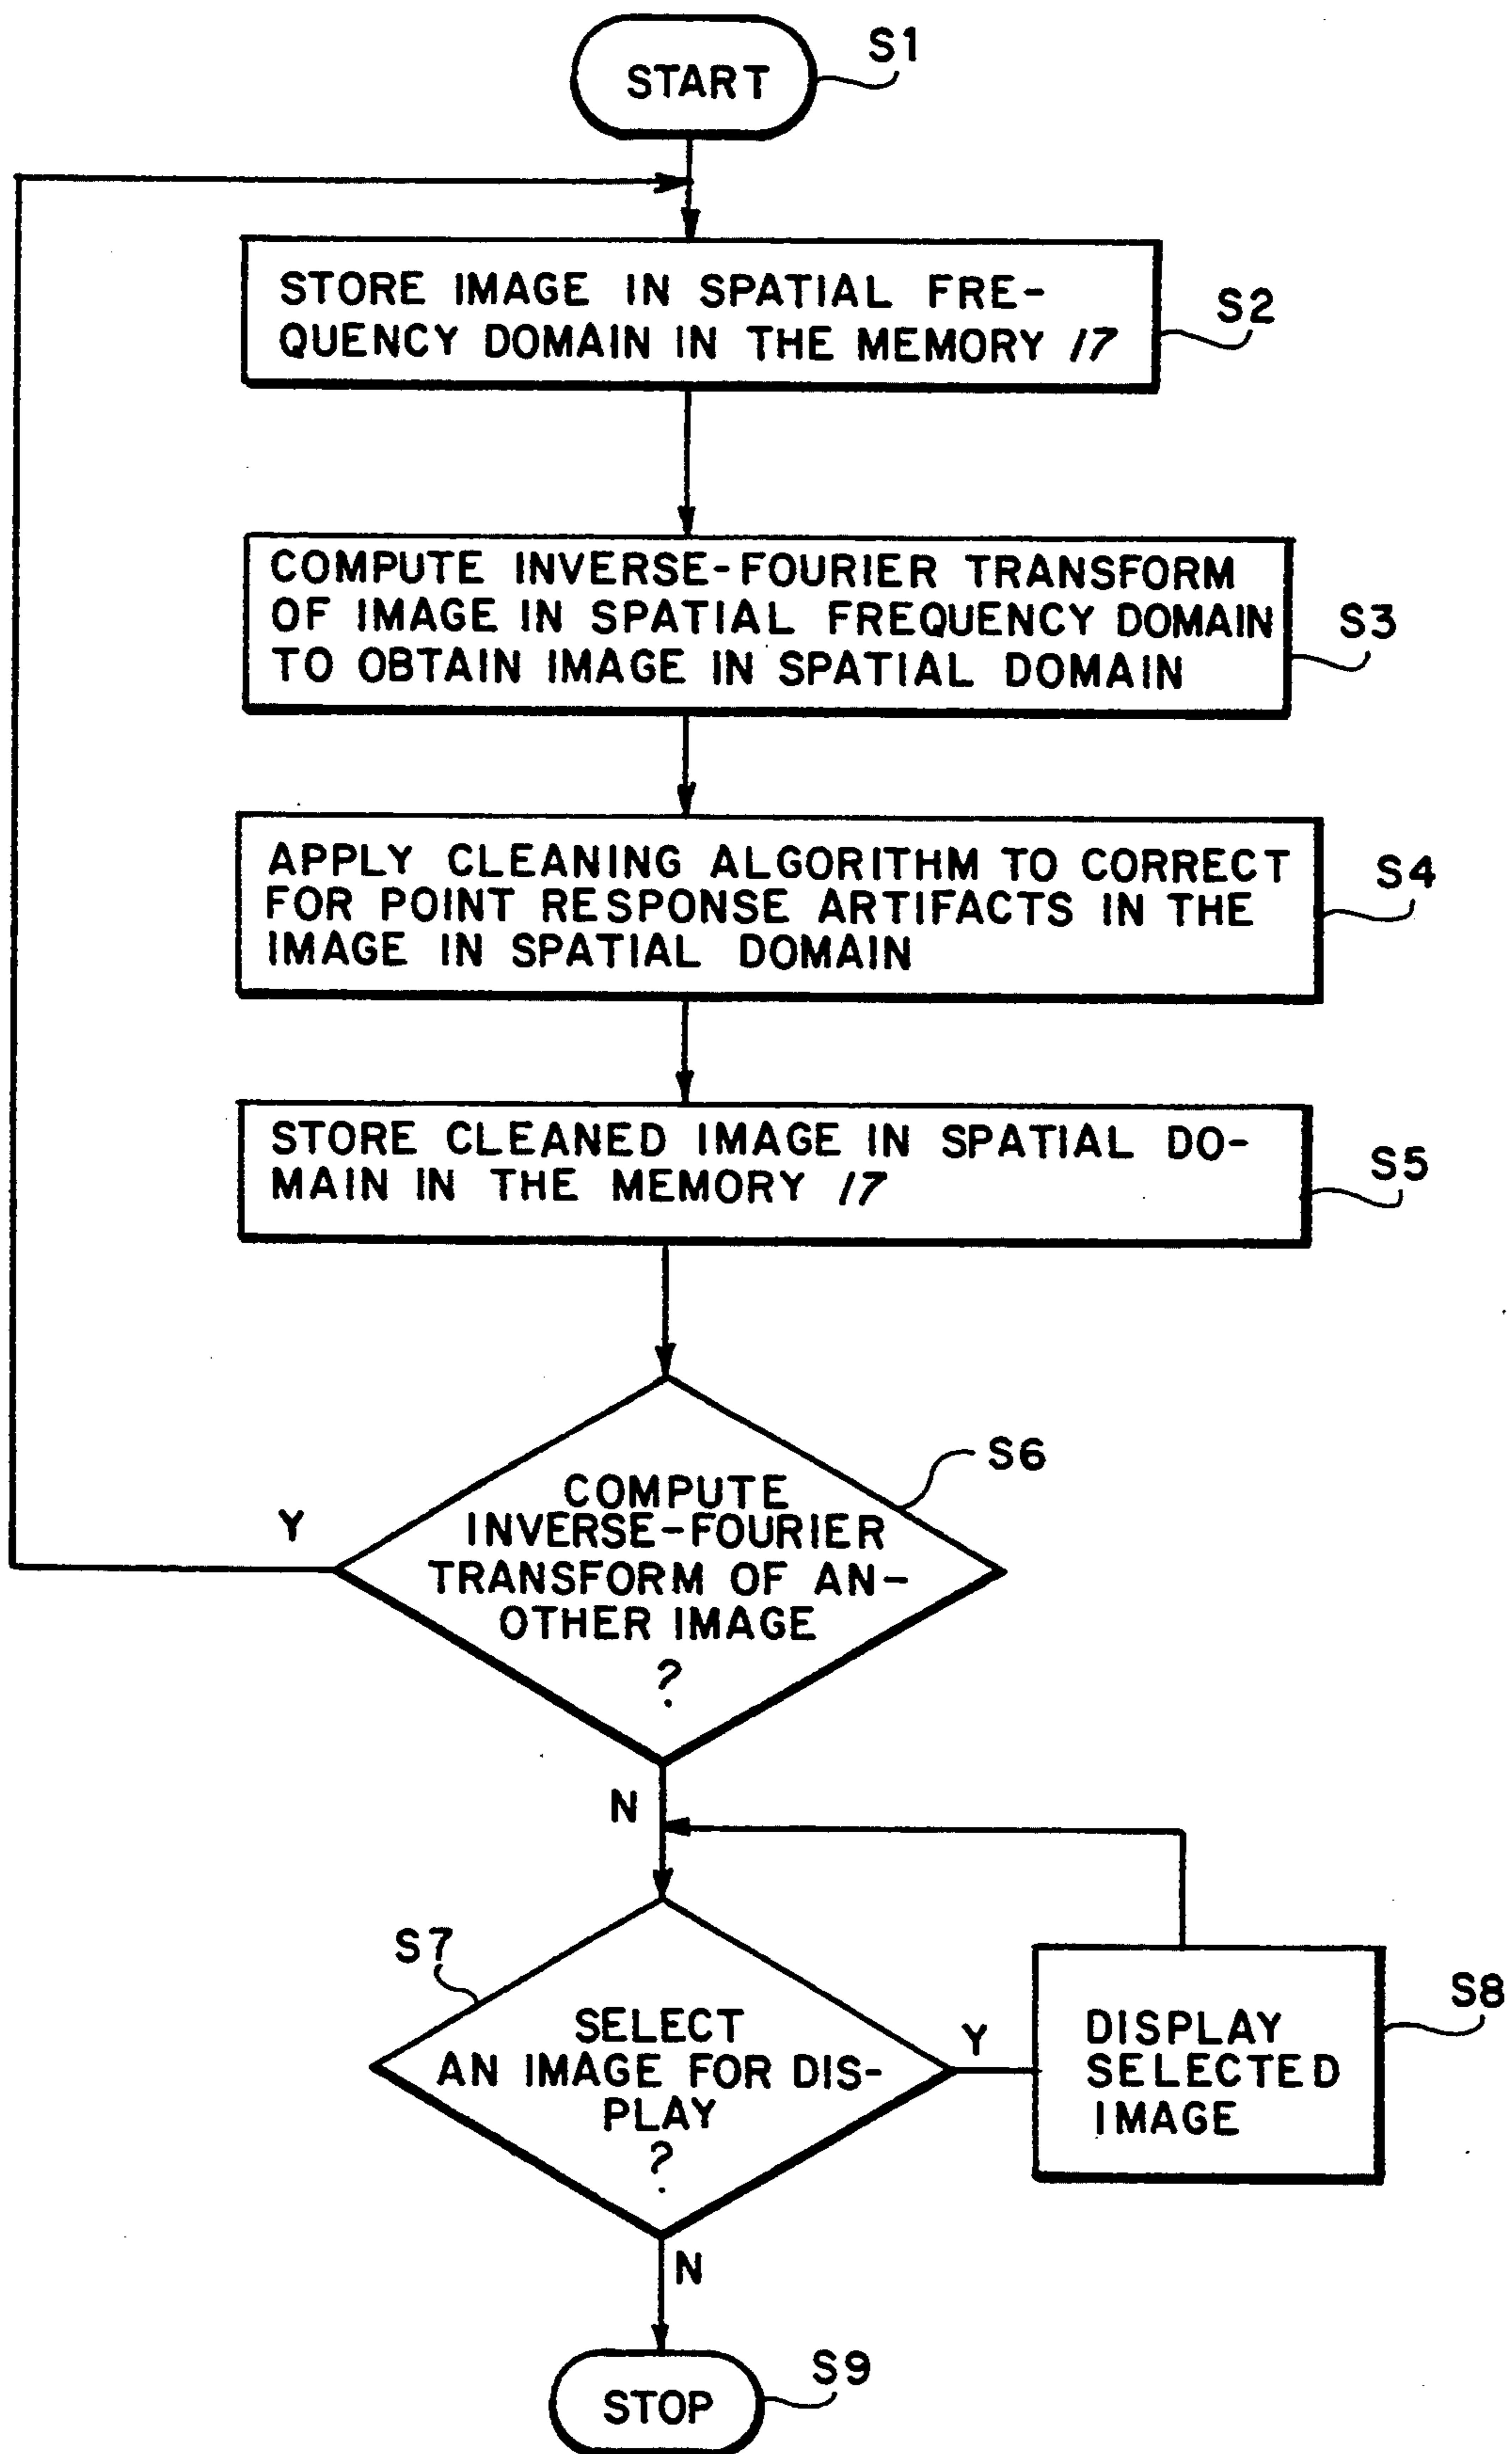 START
S1
STORE IMAGE IN SPATIAL FRE-
QUENCY DOMAIN IN THE MEMORY 17
S2
COMPUTE INVERSE-FOURIER TRANSFORM
OF IMAGE IN SPATIAL FREQUENCY DOMAIN
TO OBTAIN IMAGE IN SPATIAL DOMAIN
S3
APPLY CLEANING ALGORITHM TO CORRECT
FOR POINT RESPONSE ARTIFACTS IN THE
IMAGE IN SPATIAL DOMAIN
S4
STORE CLEANED IMAGE IN SPATIAL DO-
MAIN IN THE MEMORY 17
S5
COMPUTE
INVERSE-FOURIER
TRANSFORM OF AN-
OTHER IMAGE
?
S6
Y
N
S7
SELECT
AN IMAGE FOR DIS-
PLAY
?
Y
DISPLAY
SELECTED
IMAGE
S8
N
STOP
S9